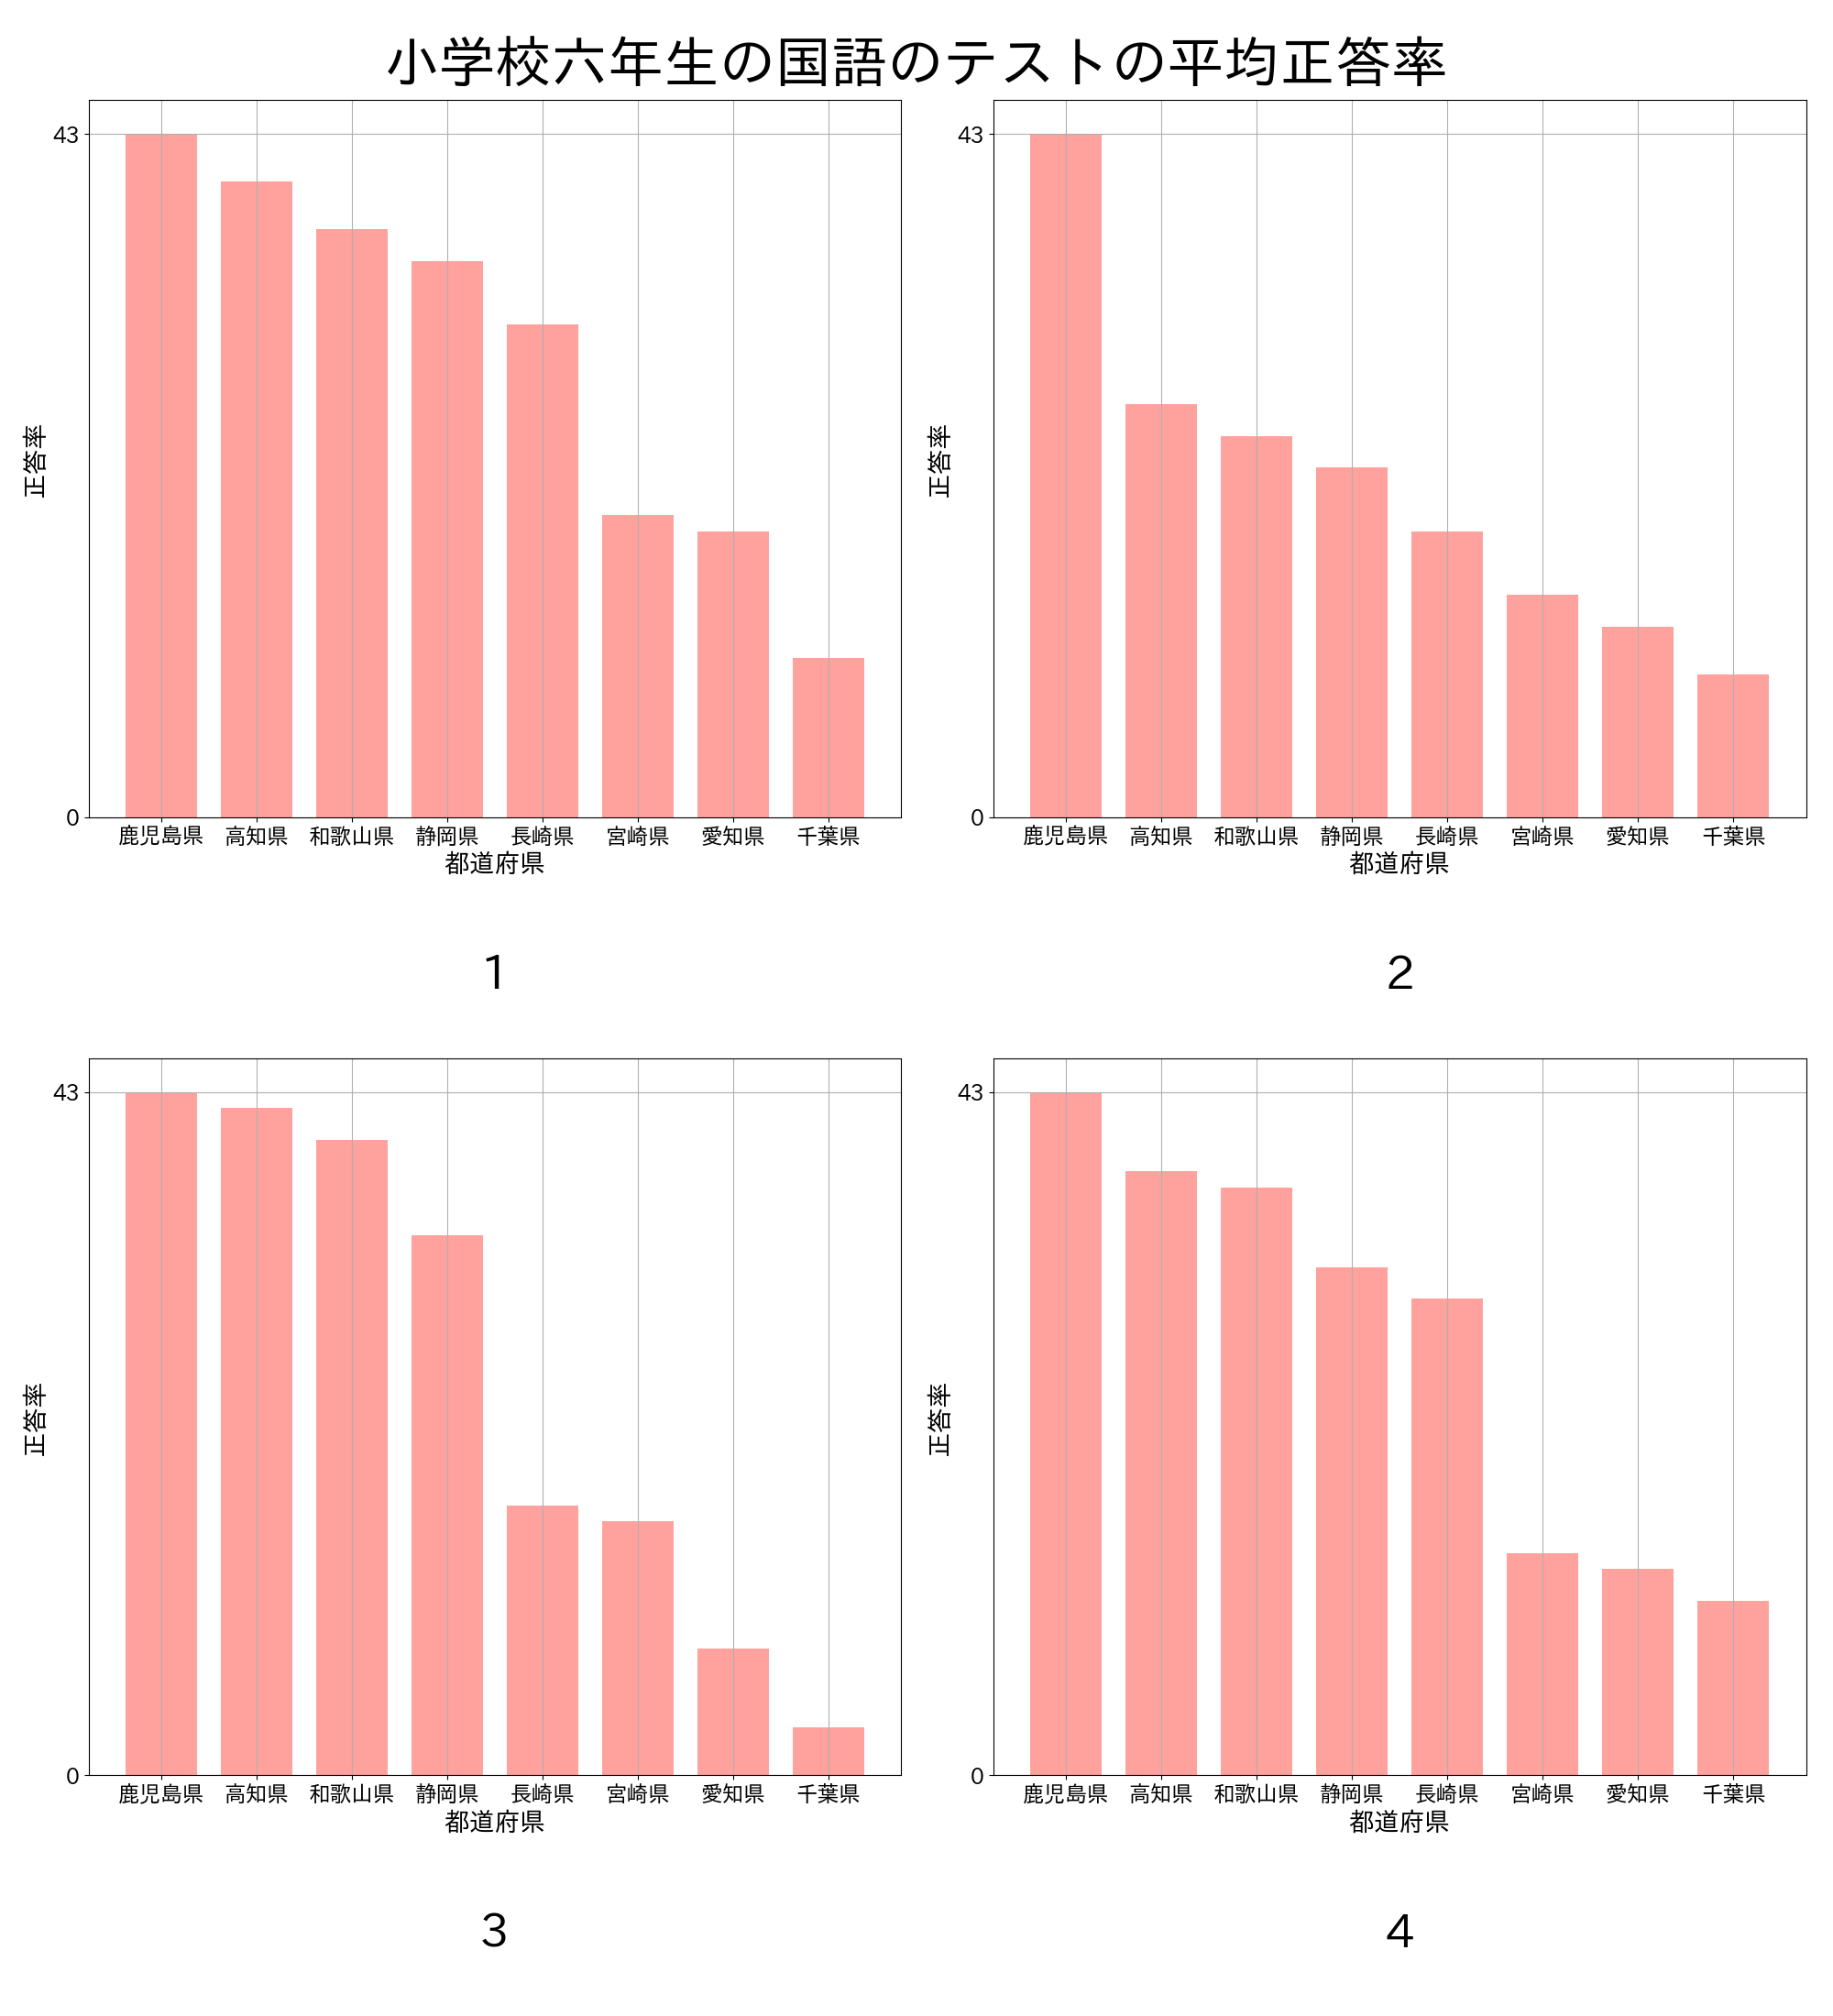 小学校六年生の国語のテストの平均正答率
43
0
正答率
鹿児島県 高知県 和歌山県 静岡県 長崎県 宮崎県 愛知県 千葉県
都道府県
1
43
0
正答率
鹿児島県 高知県 和歌山県 静岡県 長崎県 宮崎県 愛知県 千葉県
都道府県
2
43
0
正答率
鹿児島県 高知県 和歌山県 静岡県 長崎県 宮崎県 愛知県 千葉県
都道府県
3
43
0
正答率
鹿児島県 高知県 和歌山県 静岡県 長崎県 宮崎県 愛知県 千葉県
都道府県
4